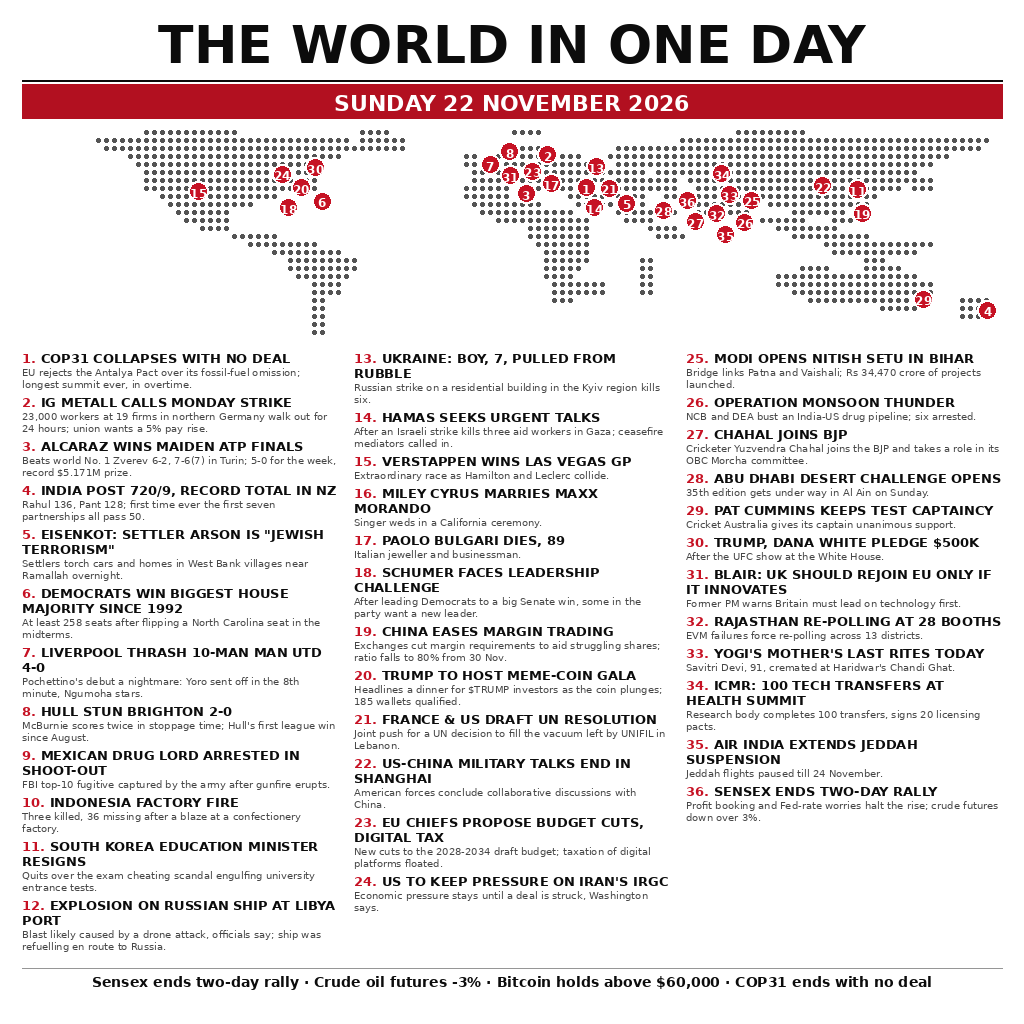 THE WORLD IN ONE DAY
SUNDAY 22 NOVEMBER 2026
8
2
7
30
13
24
23
31
34
15
20
17
3
1
21
22
11
33
6
18
14
5
28
36
25
32
19
27
26
35
29
4
1. COP31 COLLAPSES WITH NO DEAL
EU rejects the Antalya Pact over its fossil-fuel omission;
longest summit ever, in overtime.
2. IG METALL CALLS MONDAY STRIKE
23,000 workers at 19 firms in northern Germany walk out for
24 hours; union wants a 5% pay rise.
3. ALCARAZ WINS MAIDEN ATP FINALS
Beats world No. 1 Zverev 6-2, 7-6(7) in Turin; 5-0 for the week,
record $5.171M prize.
4. INDIA POST 720/9, RECORD TOTAL IN NZ
Rahul 136, Pant 128; first time ever the first seven
partnerships all pass 50.
5. EISENKOT: SETTLER ARSON IS "JEWISH
TERRORISM"
Settlers torch cars and homes in West Bank villages near
Ramallah overnight.
6. DEMOCRATS WIN BIGGEST HOUSE
MAJORITY SINCE 1992
At least 258 seats after flipping a North Carolina seat in the
midterms.
7. LIVERPOOL THRASH 10-MAN MAN UTD
4-0
Pochettino's debut a nightmare: Yoro sent off in the 8th
minute, Ngumoha stars.
8. HULL STUN BRIGHTON 2-0
McBurnie scores twice in stoppage time; Hull's first league win
since August.
9. MEXICAN DRUG LORD ARRESTED IN
SHOOT-OUT
FBI top-10 fugitive captured by the army after gunfire erupts.
10. INDONESIA FACTORY FIRE
Three killed, 36 missing after a blaze at a confectionery
factory.
11. SOUTH KOREA EDUCATION MINISTER
RESIGNS
Quits over the exam cheating scandal engulfing university
entrance tests.
12. EXPLOSION ON RUSSIAN SHIP AT LIBYA
PORT
Blast likely caused by a drone attack, officials say; ship was
refuelling en route to Russia.
13. UKRAINE: BOY, 7, PULLED FROM
RUBBLE
Russian strike on a residential building in the Kyiv region kills
six.
14. HAMAS SEEKS URGENT TALKS
After an Israeli strike kills three aid workers in Gaza; ceasefire
mediators called in.
15. VERSTAPPEN WINS LAS VEGAS GP
Extraordinary race as Hamilton and Leclerc collide.
16. MILEY CYRUS MARRIES MAXX
MORANDO
Singer weds in a California ceremony.
17. PAOLO BULGARI DIES, 89
Italian jeweller and businessman.
18. SCHUMER FACES LEADERSHIP
CHALLENGE
After leading Democrats to a big Senate win, some in the
party want a new leader.
19. CHINA EASES MARGIN TRADING
Exchanges cut margin requirements to aid struggling shares;
ratio falls to 80% from 30 Nov.
20. TRUMP TO HOST MEME-COIN GALA
Headlines a dinner for $TRUMP investors as the coin plunges;
185 wallets qualified.
21. FRANCE & US DRAFT UN RESOLUTION
Joint push for a UN decision to fill the vacuum left by UNIFIL in
Lebanon.
22. US-CHINA MILITARY TALKS END IN
SHANGHAI
American forces conclude collaborative discussions with
China.
23. EU CHIEFS PROPOSE BUDGET CUTS,
DIGITAL TAX
New cuts to the 2028-2034 draft budget; taxation of digital
platforms floated.
24. US TO KEEP PRESSURE ON IRAN'S IRGC
Economic pressure stays until a deal is struck, Washington
says.
25. MODI OPENS NITISH SETU IN BIHAR
Bridge links Patna and Vaishali; Rs 34,470 crore of projects
launched.
26. OPERATION MONSOON THUNDER
NCB and DEA bust an India-US drug pipeline; six arrested.
27. CHAHAL JOINS BJP
Cricketer Yuzvendra Chahal joins the BJP and takes a role in its
OBC Morcha committee.
28. ABU DHABI DESERT CHALLENGE OPENS
35th edition gets under way in Al Ain on Sunday.
29. PAT CUMMINS KEEPS TEST CAPTAINCY
Cricket Australia gives its captain unanimous support.
30. TRUMP, DANA WHITE PLEDGE $500K
After the UFC show at the White House.
31. BLAIR: UK SHOULD REJOIN EU ONLY IF
IT INNOVATES
Former PM warns Britain must lead on technology first.
32. RAJASTHAN RE-POLLING AT 28 BOOTHS
EVM failures force re-polling across 13 districts.
33. YOGI'S MOTHER'S LAST RITES TODAY
Savitri Devi, 91, cremated at Haridwar's Chandi Ghat.
34. ICMR: 100 TECH TRANSFERS AT
HEALTH SUMMIT
Research body completes 100 transfers, signs 20 licensing
pacts.
35. AIR INDIA EXTENDS JEDDAH
SUSPENSION
Jeddah flights paused till 24 November.
36. SENSEX ENDS TWO-DAY RALLY
Profit booking and Fed-rate worries halt the rise; crude futures
down over 3%.
Sensex ends two-day rally · Crude oil futures -3% · Bitcoin holds above $60,000 · COP31 ends with no deal